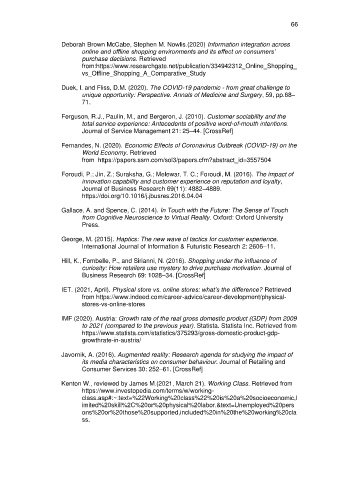 66
Deborah Brown McCabe, Stephen M. Nowlis.(2020) Information integration across
online and offline shopping environments and its effect on consumers'
purchase decisions. Retrieved
from:https://www.researchgate.net/publication/334942312_Online_Shopping_
vs_Offline_Shopping_A_Comparative_Study
Duek, I. and Fliss, D.M. (2020). The COVID-19 pandemic - from great challenge to
unique opportunity: Perspective. Annals of Medicine and Surgery, 59, pp.68–
71.
Ferguson, R.J., Paulin, M., and Bergeron, J. (2010). Customer sociability and the
total service experience: Antecedents of positive word-of-mouth intentions.
Journal of Service Management 21: 25–44. [CrossRef]
Fernandes, N. (2020). Economic Effects of Coronavirus Outbreak (COVID-19) on the
World Economy. Retrieved
from https://papers.ssrn.com/sol3/papers.cfm?abstract_id=3557504
Foroudi, P.; Jin, Z.; Suraksha, G.; Melewar, T. C.; Foroudi, M. (2016). The impact of
innovation capability and customer experience on reputation and loyalty,
Journal of Business Research 69(11): 4882–4889.
https://doi.org/10.1016/j.jbusres.2016.04.04
Gallace, A. and Spence, C. (2014). In Touch with the Future: The Sense of Touch
from Cognitive Neuroscience to Virtual Reality. Oxford: Oxford University
Press.
George, M. (2015). Haptics: The new wave of tactics for customer experience.
International Journal of Information & Futuristic Research 2: 2606–11.
Hill, K., Fombelle, P., and Sirianni, N. (2016). Shopping under the influence of
curiosity: How retailers use mystery to drive purchase motivation. Journal of
Business Research 69: 1028–34. [CrossRef]
IET. (2021, April). Physical store vs. online stores: what's the difference? Retrieved
from https://www.indeed.com/career-advice/career-development/physical-
stores-vs-online-stores
IMF (2020). Austria: Growth rate of the real gross domestic product (GDP) from 2009
to 2021 (compared to the previous year). Statista. Statista Inc. Retrieved from
https://www.statista.com/statistics/375293/gross-domestic-product-gdp-
growthrate-in-austria/
Javornik, A. (2016). Augmented reality: Research agenda for studying the impact of
its media characteristics on consumer behaviour. Journal of Retailing and
Consumer Services 30: 252–61. [CrossRef]
Kenton W., reviewed by James M.(2021, March 21). Working Class. Retrieved from
https://www.investopedia.com/terms/w/working-
class.asp#:~:text=%22Working%20class%22%20is%20a%20socioeconomic,l
imited%20skill%2C%20or%20physical%20labor.&text=Unemployed%20pers
ons%20or%20those%20supported,included%20in%20the%20working%20cla
ss.